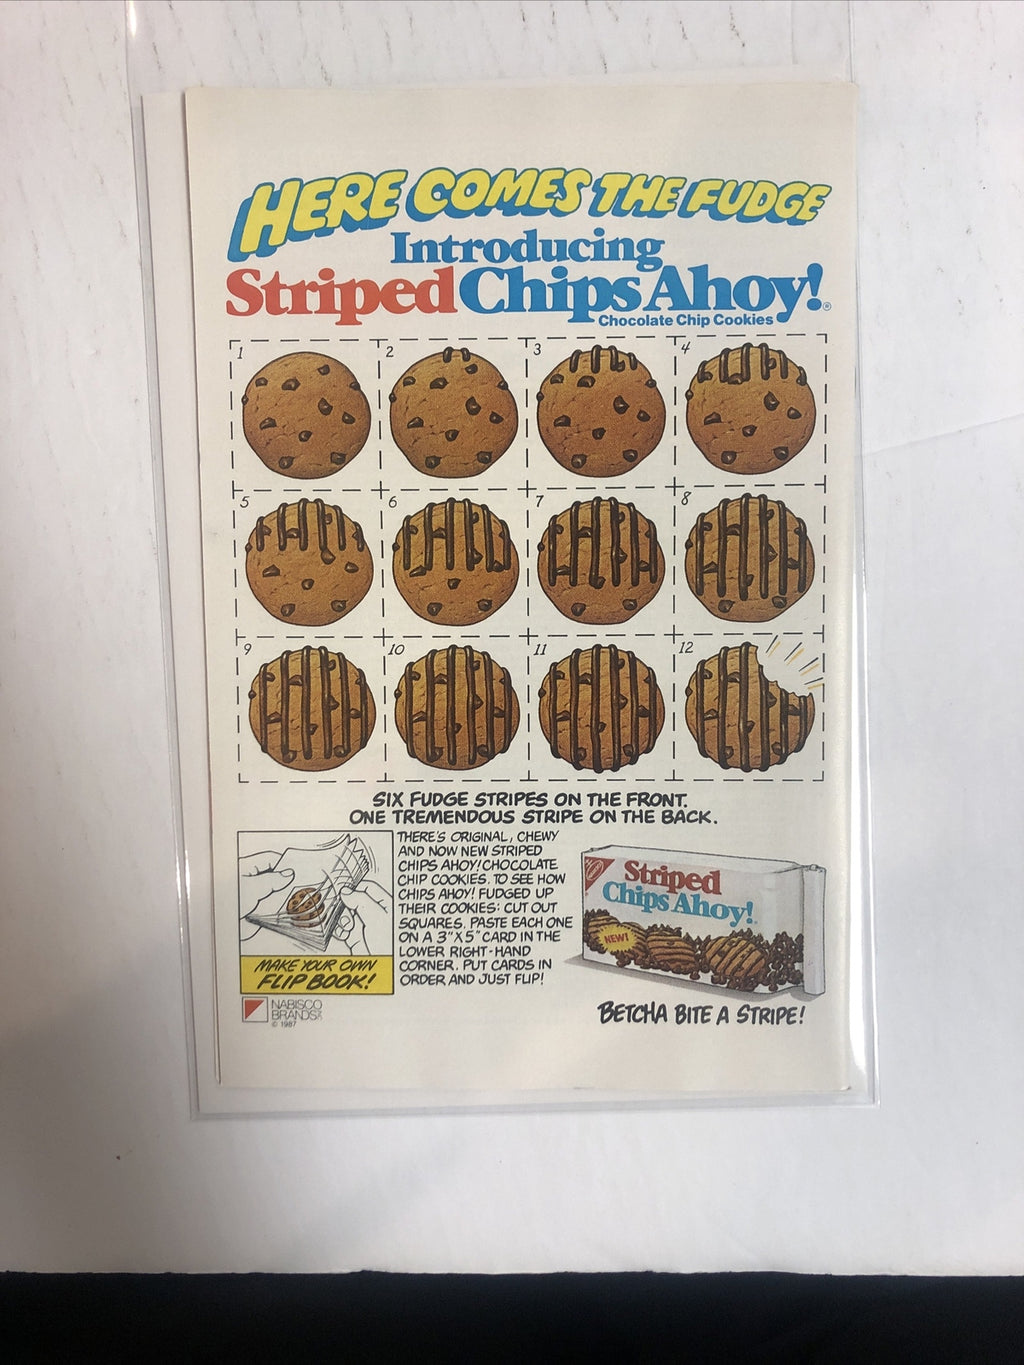 HERE COMES THE FUDGE
Introducing
Striped Chips Ahoy!®
Chocolate Chip Cookies
1 2 3 4
5 6 7 8
9 10 11 12
SIX FUDGE STRIPES ON THE FRONT.
ONE TREMENDOUS STRIPE ON THE BACK.
THERE'S ORIGINAL, CHEWY
AND NOW NEW STRIPED
CHIPS AHOY! CHOCOLATE
CHIP COOKIES. TO SEE HOW
CHIPS AHOY! FUDGED UP
THEIR COOKIES: CUT OUT
SQUARES. PASTE EACH ONE
ON A 3"X5" CARD IN THE
LOWER RIGHT-HAND
CORNER. PUT CARDS IN
ORDER AND JUST FLIP!
MAKE YOUR OWN
FLIP BOOK!
NABISCO
BRANDS
© 1987
Striped
Chips Ahoy!
NEW!
BETCHA BITE A STRIPE!